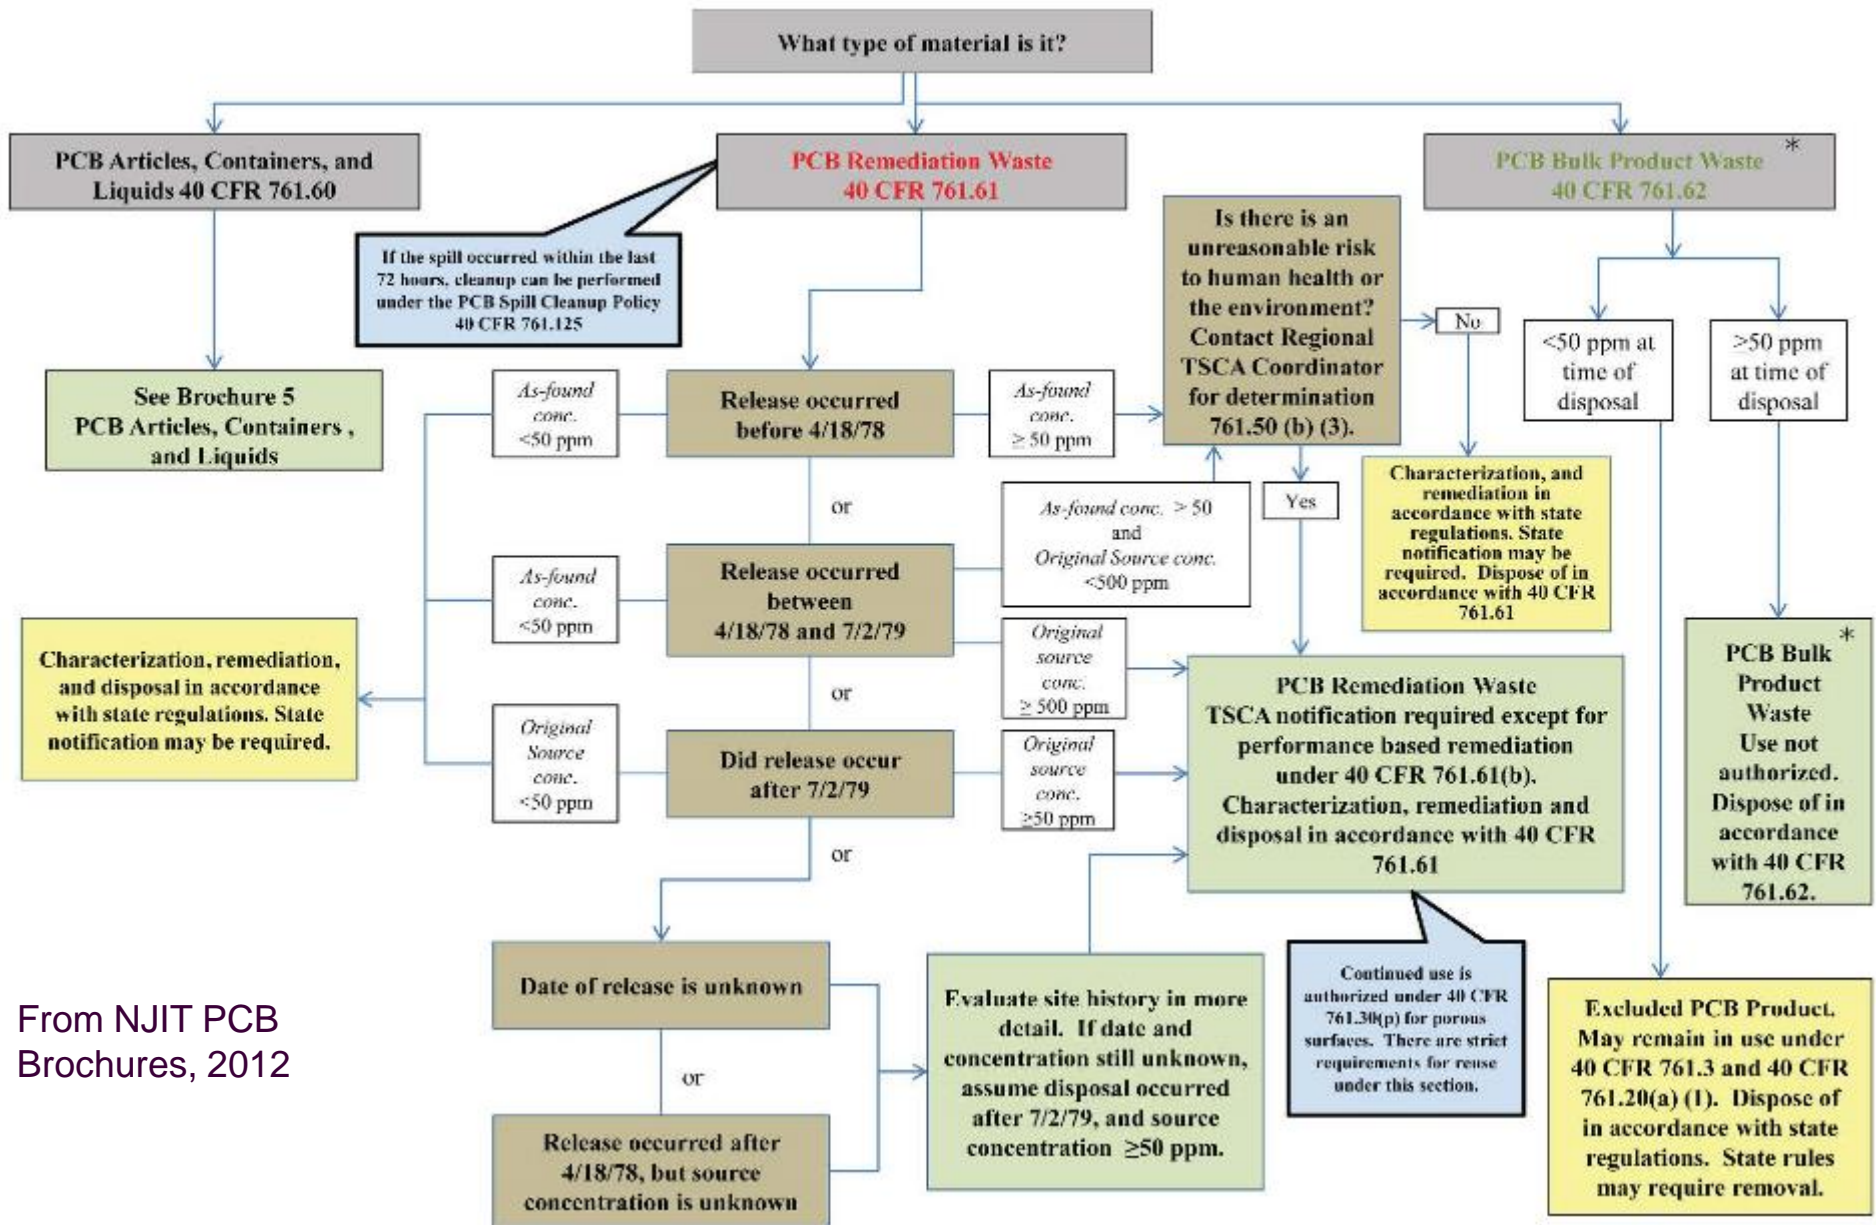 What type of material is it?
PCB Articles, Containers, and
Liquids 40 CFR 761.60
PCB Remediation Waste
40 CFR 761.61
PCB Bulk Product Waste *
40 CFR 761.62
If the spill occurred within the last
72 hours, cleanup can be performed
under the PCB Spill Cleanup Policy
40 CFR 761.125
Is there is an
unreasonable risk
to human health or
the environment?
Contact Regional
TSCA Coordinator
for determination
761.50 (b) (3).
No
<50 ppm at
time of
disposal
≥50 ppm
at time of
disposal
See Brochure 5
PCB Articles, Containers ,
and Liquids
As-found
conc.
<50 ppm
Release occurred
before 4/18/78
As-found
conc.
≥ 50 ppm
Characterization, and
remediation in
accordance with state
regulations. State
notification may be
required. Dispose of in
accordance with 40 CFR
761.61
Yes
or
As-found conc. > 50
and
Original Source conc.
<500 ppm
As-found
conc.
<50 ppm
Release occurred
between
4/18/78 and 7/2/79
Original
source
conc.
≥ 500 ppm
Characterization, remediation,
and disposal in accordance
with state regulations. State
notification may be required.
or
Original
Source
conc.
<50 ppm
Did release occur
after 7/2/79
Original
source
conc.
≥50 ppm
PCB Remediation Waste
TSCA notification required except for
performance based remediation
under 40 CFR 761.61(b).
Characterization, remediation and
disposal in accordance with 40 CFR
761.61
PCB Bulk *
Product
Waste
Use not
authorized.
Dispose of in
accordance
with 40 CFR
761.62.
or
Date of release is unknown
or
Release occurred after
4/18/78, but source
concentration is unknown
Evaluate site history in more
detail. If date and
concentration still unknown,
assume disposal occurred
after 7/2/79, and source
concentration ≥50 ppm.
Continued use is
authorized under 40 CFR
761.30(p) for porous
surfaces. There are strict
requirements for reuse
under this section.
Excluded PCB Product.
May remain in use under
40 CFR 761.3 and 40 CFR
761.20(a) (1). Dispose of
in accordance with state
regulations. State rules
may require removal.
From NJIT PCB
Brochures, 2012